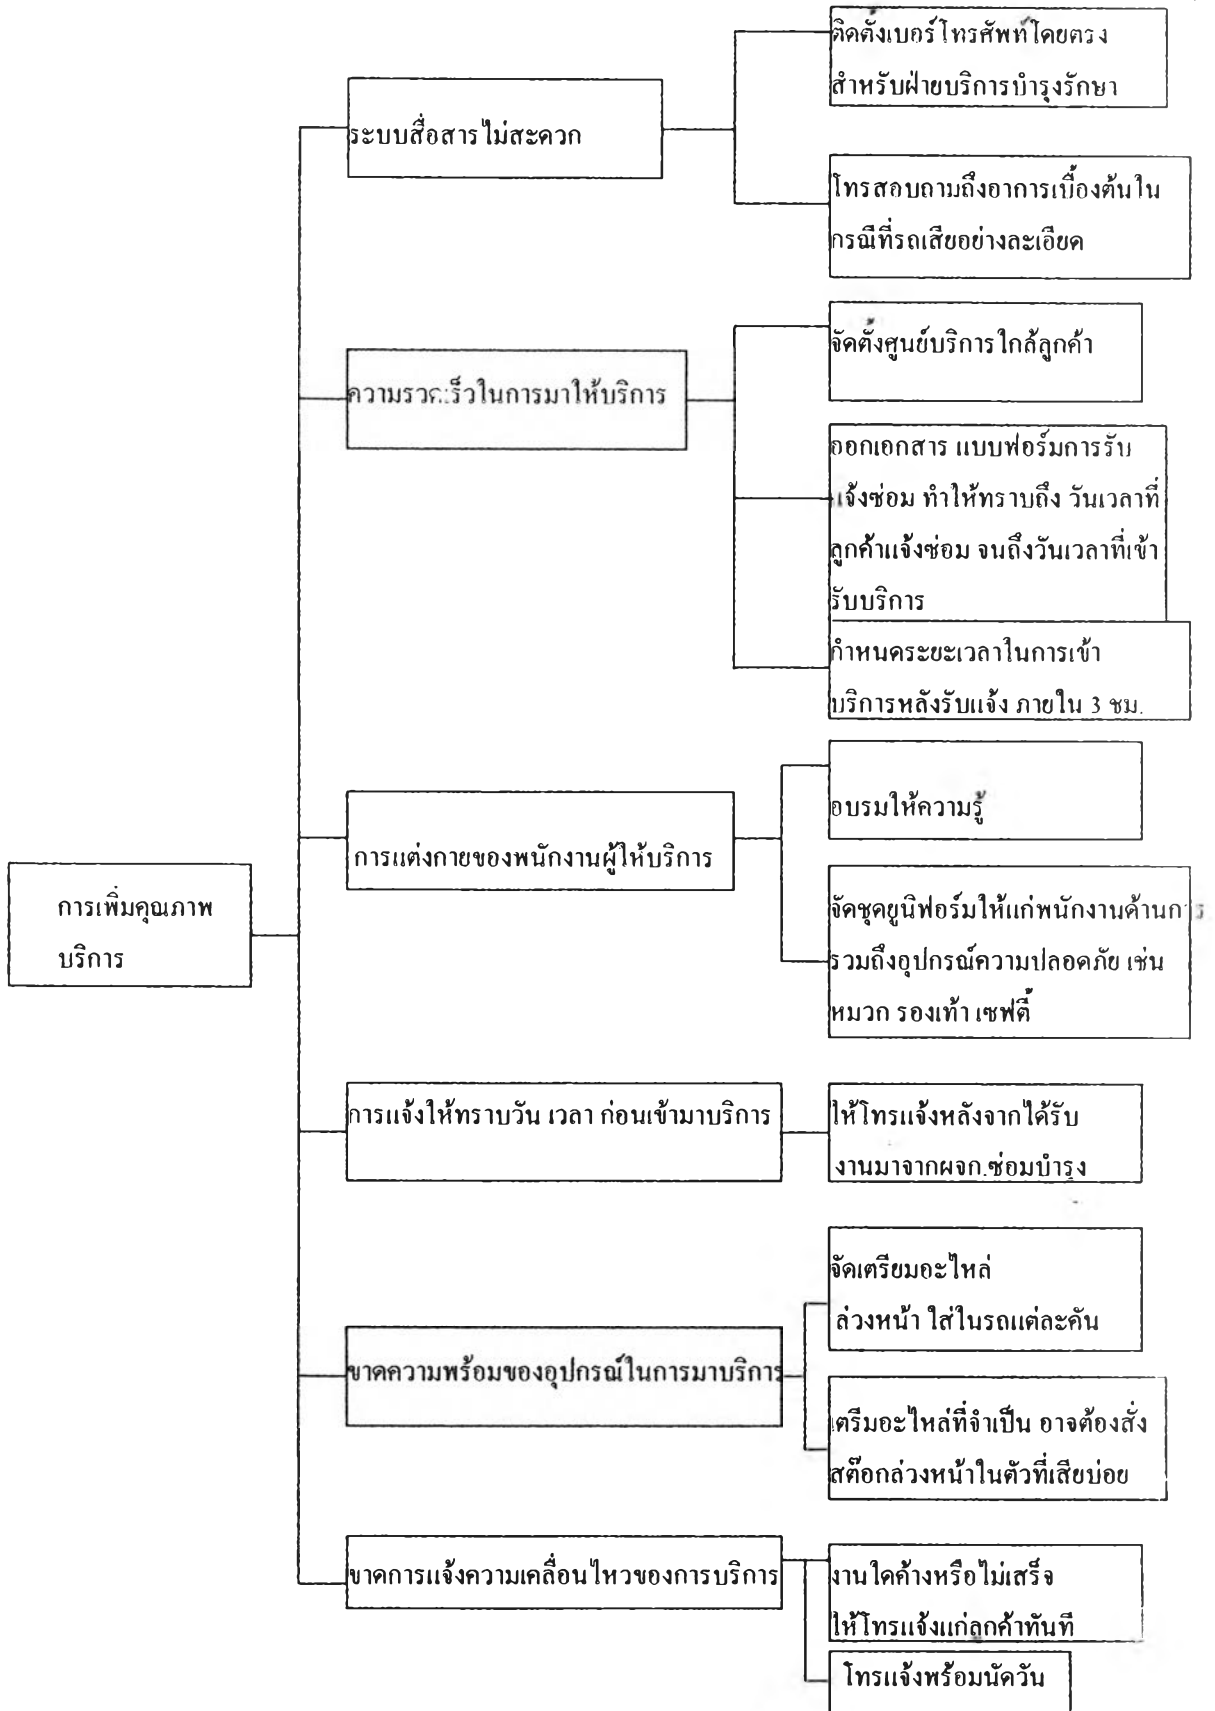 ติดตั้งเบอร์โทรศัพท์โดยตรง
สำหรับฝ่ายบริการบำรุงรักษา
ระบบสื่อสารไม่สะดวก
โทรสอบถามถึงอาการเบื้องต้นใน
กรณีที่รถเสียอย่างละเอียด
จัดตั้งศูนย์บริการใกล้ลูกค้า
ความรวดเร็วในการมาให้บริการ
ออกเอกสาร แบบฟอร์มการรับ
แจ้งซ่อม ทำให้ทราบถึง วันเวลาที่
ลูกค้าแจ้งซ่อม จนถึงวันเวลาที่เข้า
รับบริการ
กำหนดระยะเวลาในการเข้า
บริการหลังรับแจ้ง ภายใน 3 ชม.
อบรมให้ความรู้
การแต่งกายของพนักงานผู้ให้บริการ
จัดชุดยูนิฟอร์มให้แก่พนักงานด้านการ
รวมถึงอุปกรณ์ความปลอดภัย เช่น
หมวก รองเท้า เซฟตี้
การเพิ่มคุณภาพ
บริการ
การแจ้งให้ทราบวัน เวลา ก่อนเข้ามาบริการ
ให้โทรแจ้งหลังจากได้รับ
งานมาจากผจก.ซ่อมบำรุง
จัดเตรียมอะไหล่
ล่วงหน้า ใส่ในรถแต่ละคัน
ขาดความพร้อมของอุปกรณ์ในการมาบริการ
เตรีมอะไหล่ที่จำเป็น อาจต้องสั่ง
สต๊อกล่วงหน้าในตัวที่เสียบ่อย
ขาดการแจ้งความเคลื่อนไหวของการบริการ
งานใดค้างหรือไม่เสร็จ
ให้โทรแจ้งแก่ลูกค้าทันที
โทรแจ้งพร้อมนัดวัน